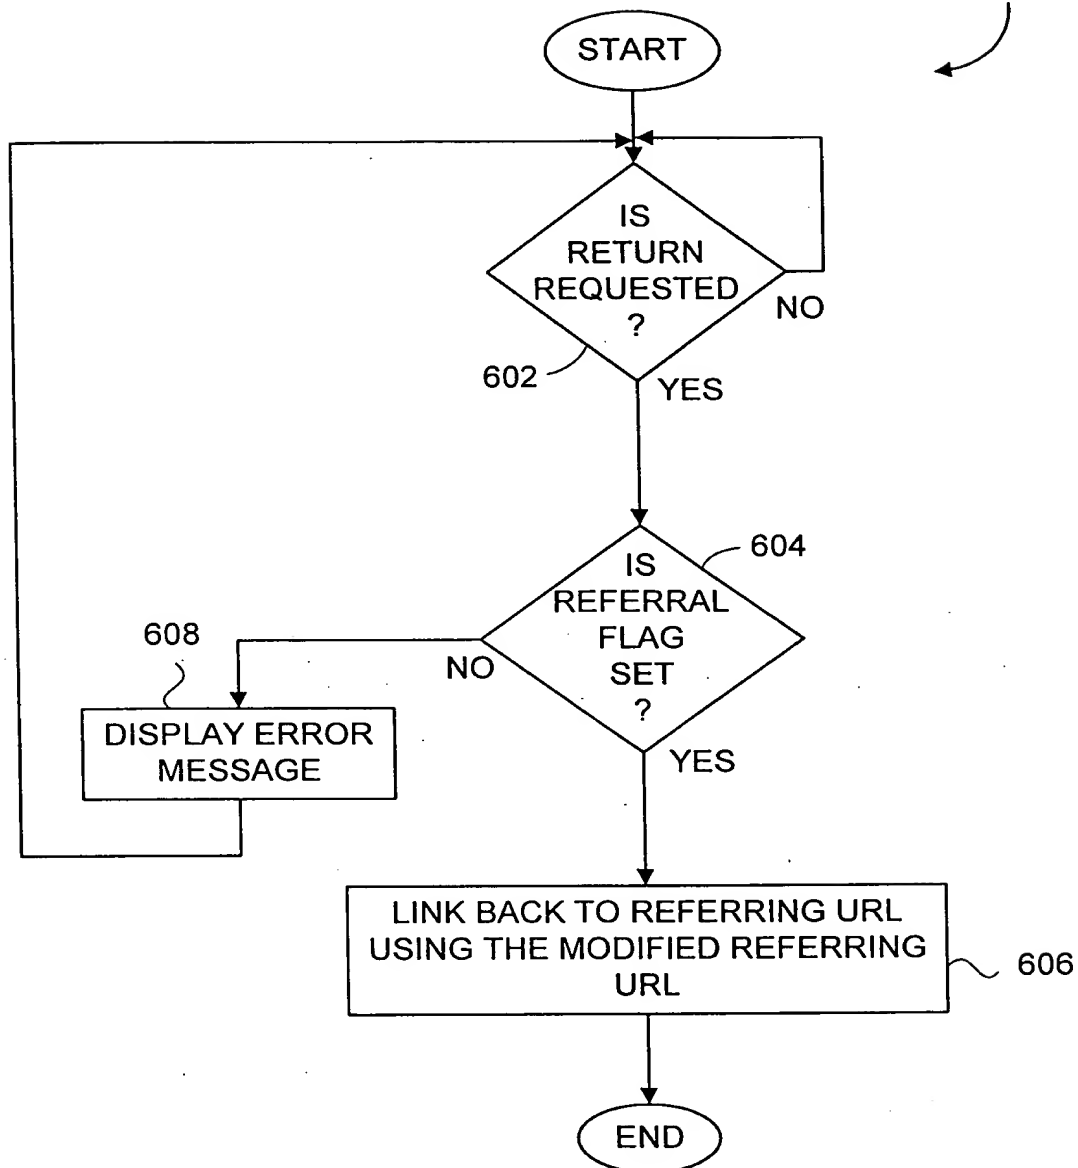 START
IS
RETURN
REQUESTED
?
NO
602
YES
604
IS
REFERRAL
FLAG
SET
?
608
NO
DISPLAY ERROR
MESSAGE
YES
LINK BACK TO REFERRING URL
USING THE MODIFIED REFERRING
URL
606
END